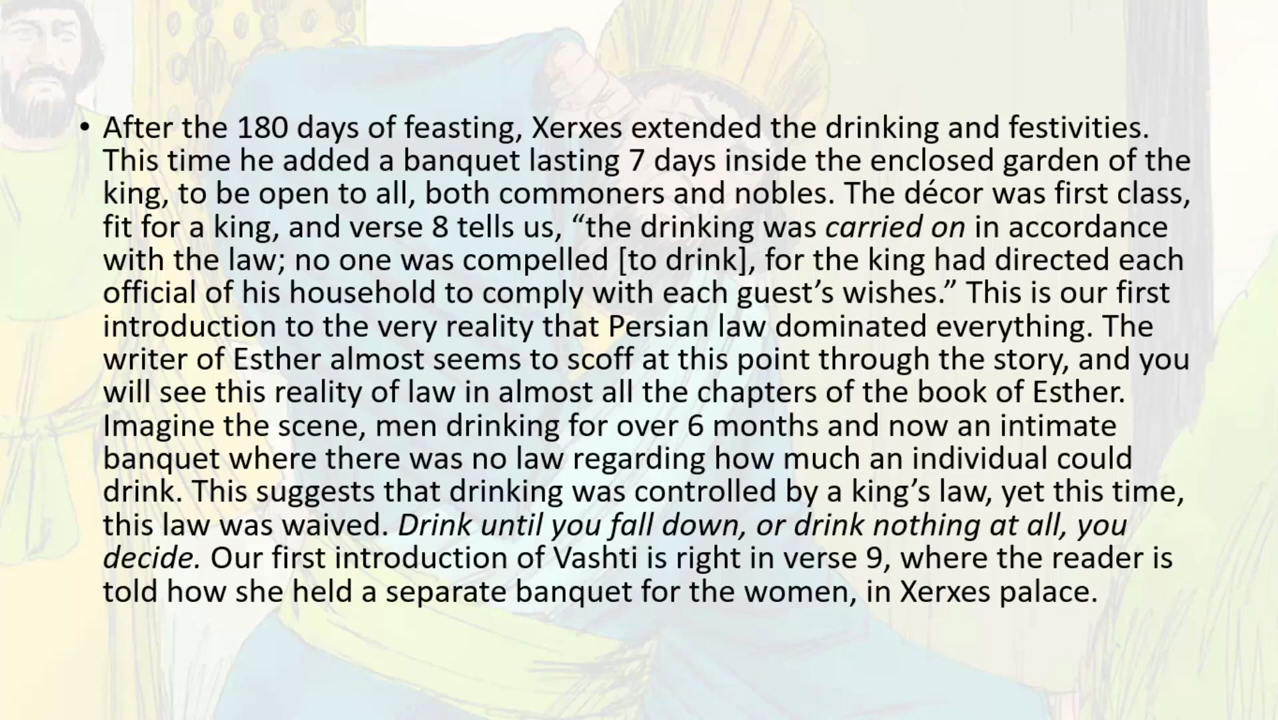 • After the 180 days of feasting, Xerxes extended the drinking and festivities.
This time he added a banquet lasting 7 days inside the enclosed garden of the
king, to be open to all, both commoners and nobles. The décor was first class,
fit for a king, and verse 8 tells us, “the drinking was carried on in accordance
with the law; no one was compelled [to drink], for the king had directed each
official of his household to comply with each guest’s wishes.” This is our first
introduction to the very reality that Persian law dominated everything. The
writer of Esther almost seems to scoff at this point through the story, and you
will see this reality of law in almost all the chapters of the book of Esther.
Imagine the scene, men drinking for over 6 months and now an intimate
banquet where there was no law regarding how much an individual could
drink. This suggests that drinking was controlled by a king’s law, yet this time,
this law was waived. Drink until you fall down, or drink nothing at all, you
decide. Our first introduction of Vashti is right in verse 9, where the reader is
told how she held a separate banquet for the women, in Xerxes palace.